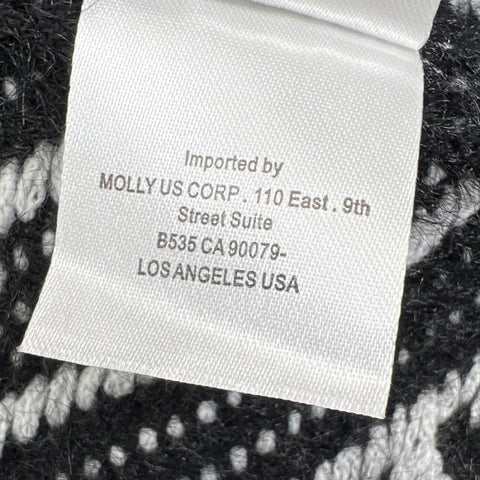 Imported by
MOLLY US CORP . 110 East . 9th
Street Suite
B535 CA 90079-
LOS ANGELES USA